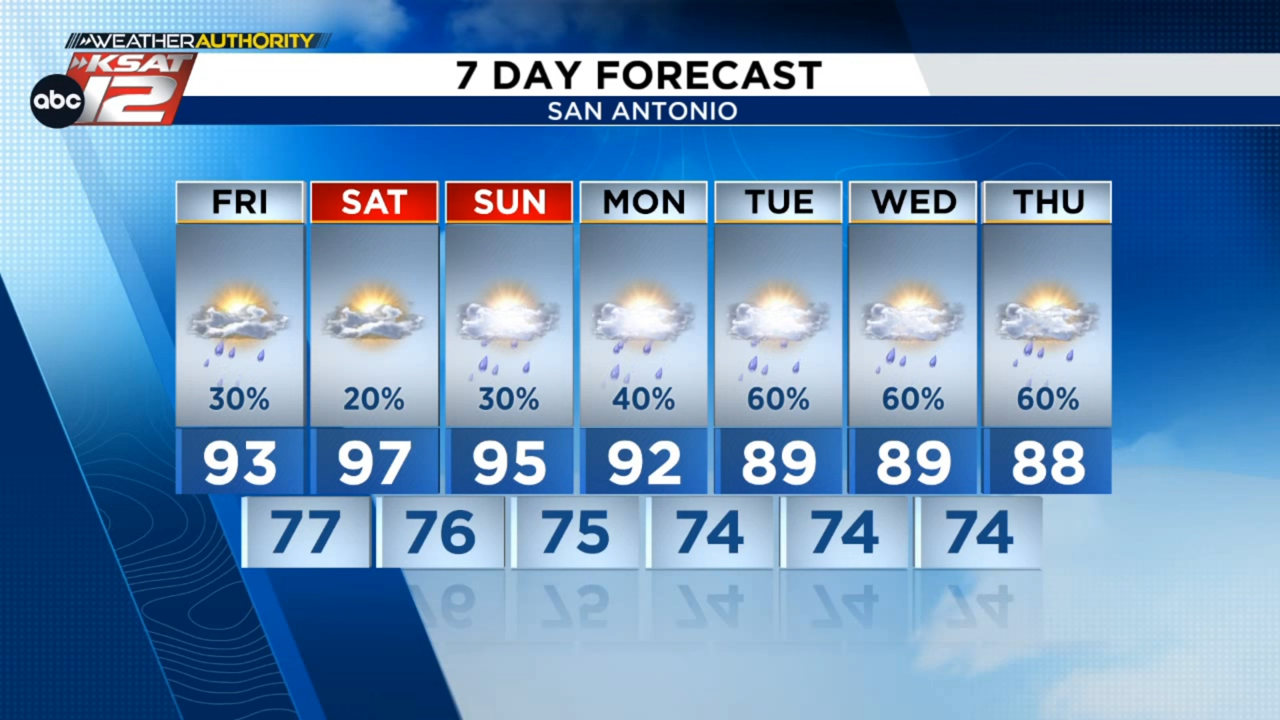 WEATHERAUTHORITY
KSAT
abc 12
7 DAY FORECAST
SAN ANTONIO
FRI SAT SUN MON TUE WED THU
30% 20% 30% 40% 60% 60% 60%
93 97 95 92 89 89 88
77 76 75 74 74 74